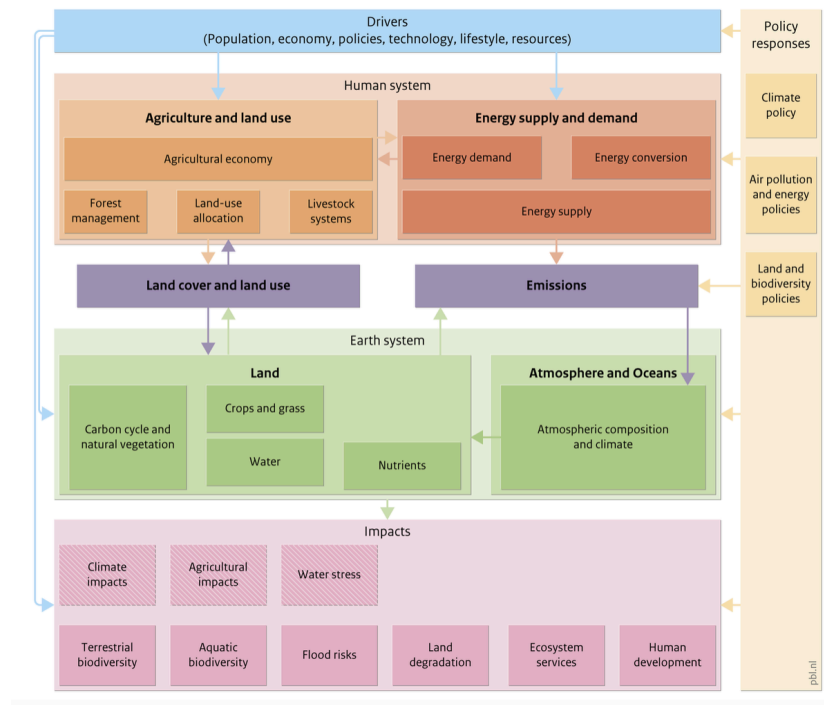 Drivers
(Population, economy, policies, technology, lifestyle, resources)
Policy
responses
Human system
Agriculture and land use
Agricultural economy
Forest
management
Land-use
allocation
Livestock
systems
Energy supply and demand
Energy demand
Energy conversion
Energy supply
Climate
policy
Air pollution
and energy
policies
Land and
biodiversity
policies
Land cover and land use
Emissions
Earth system
Land
Carbon cycle and
natural vegetation
Crops and grass
Water
Nutrients
Atmosphere and Oceans
Atmospheric composition
and climate
Impacts
Climate
impacts
Agricultural
impacts
Water stress
Terrestrial
biodiversity
Aquatic
biodiversity
Flood risks
Land
degradation
Ecosystem
services
Human
development
pbl.nl